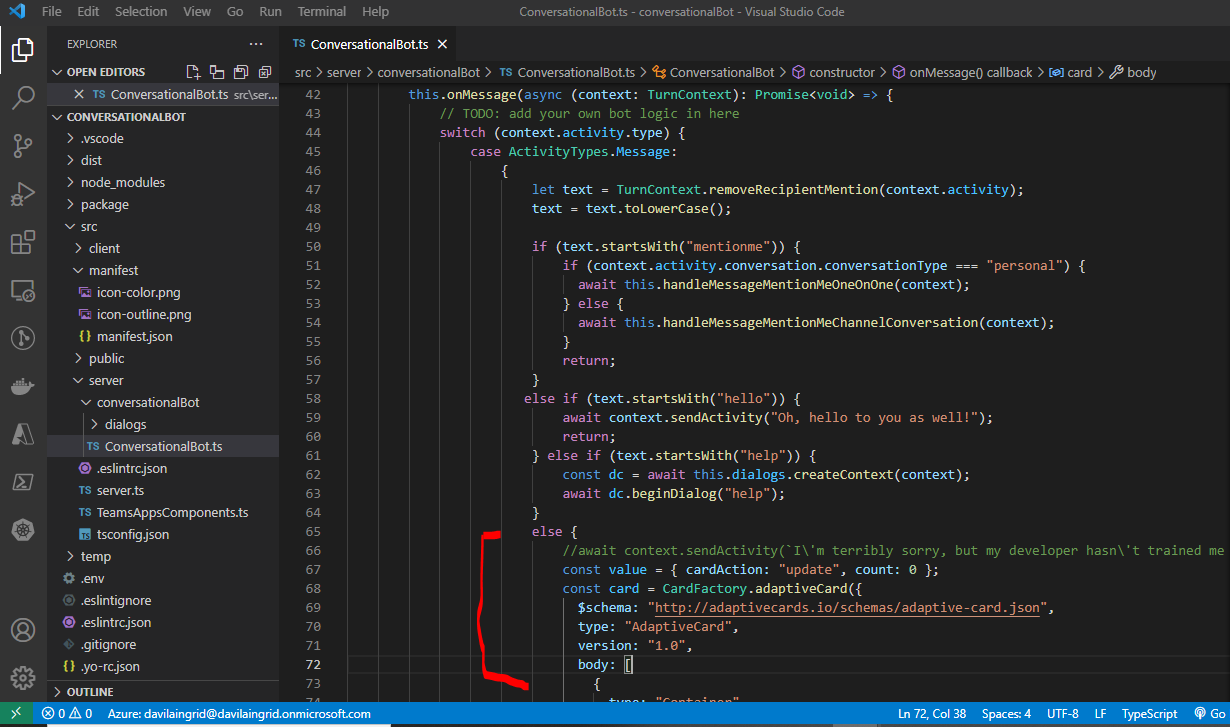 File Edit Selection View Go Run Terminal Help ConversationalBot.ts - conversationalBot - Visual Studio Code
EXPLORER ···
OPEN EDITORS
TS ConversationalBot.ts src\ser...
CONVERSATIONALBOT
.vscode
dist
node_modules
package
src
client
manifest
icon-color.png
icon-outline.png
{} manifest.json
public
server
conversationalBot
dialogs
TS ConversationalBot.ts
.eslintrc.json
TS server.ts
TS TeamsAppsComponents.ts
TS tsconfig.json
temp
.env
.eslintignore
.eslintrc.json
.gitignore
{} .yo-rc.json
OUTLINE
TS ConversationalBot.ts
src > server > conversationalBot > TS ConversationalBot.ts > ConversationalBot > constructor > onMessage() callback > card > body
42 this.onMessage(async (context: TurnContext): Promise<void> => {
43 // TODO: add your own bot logic in here
44 switch (context.activity.type) {
45 case ActivityTypes.Message:
46 {
47 let text = TurnContext.removeRecipientMention(context.activity);
48 text = text.toLowerCase();
49
50 if (text.startsWith("mentionme")) {
51 if (context.activity.conversation.conversationType === "personal") {
52 await this.handleMessageMentionMeOneOnOne(context);
53 } else {
54 await this.handleMessageMentionMeChannelConversation(context);
55 }
56 return;
57 }
58 else if (text.startsWith("hello")) {
59 await context.sendActivity("Oh, hello to you as well!");
60 return;
61 } else if (text.startsWith("help")) {
62 const dc = await this.dialogs.createContext(context);
63 await dc.beginDialog("help");
64 }
65 else {
66 //await context.sendActivity(`I\'m terribly sorry, but my developer hasn\'t trained me
67 const value = { cardAction: "update", count: 0 };
68 const card = CardFactory.adaptiveCard({
69 $schema: "http://adaptivecards.io/schemas/adaptive-card.json",
70 type: "AdaptiveCard",
71 version: "1.0",
72 body: [
73 {
74 type: "Container"
0 0 Azure: davilaingrid@davilaingrid.onmicrosoft.com Ln 72, Col 38 Spaces: 4 UTF-8 LF TypeScript Go